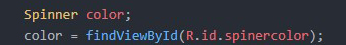 Spinner color;
color = findViewById(R.id.spinercolor);